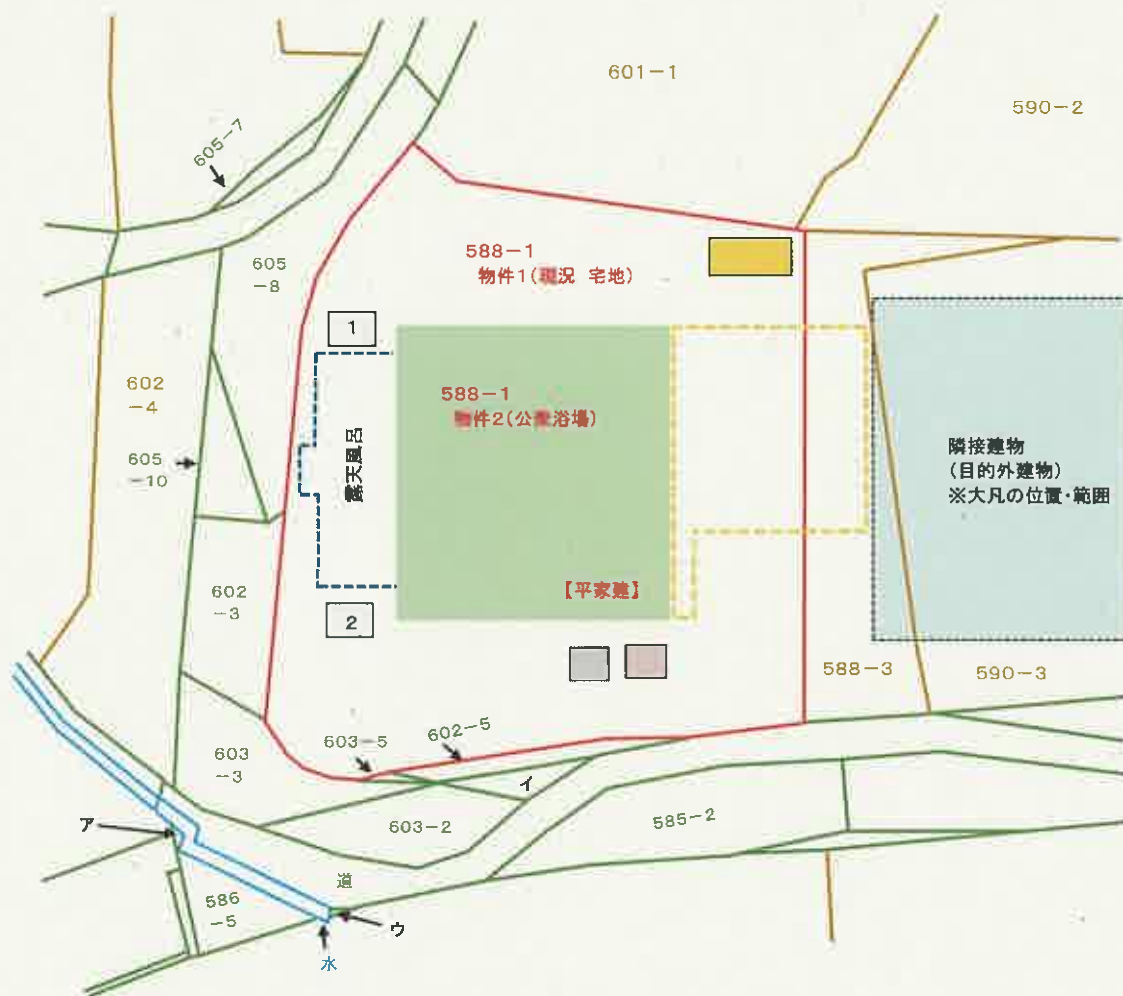 601-1
590-2
605-7
605
-8
588-1
物件1(現況 宅地)
1
602
-4
588-1
物件2(公衆浴場)
露天風呂
605
-10
隣接建物
(目的外建物)
※大凡の位置・範囲
602
-3
【平家建】
2
588-3
590-3
603-5
602-5
603
-3
イ
ア
603-2
585-2
道
586
-5
ウ
水